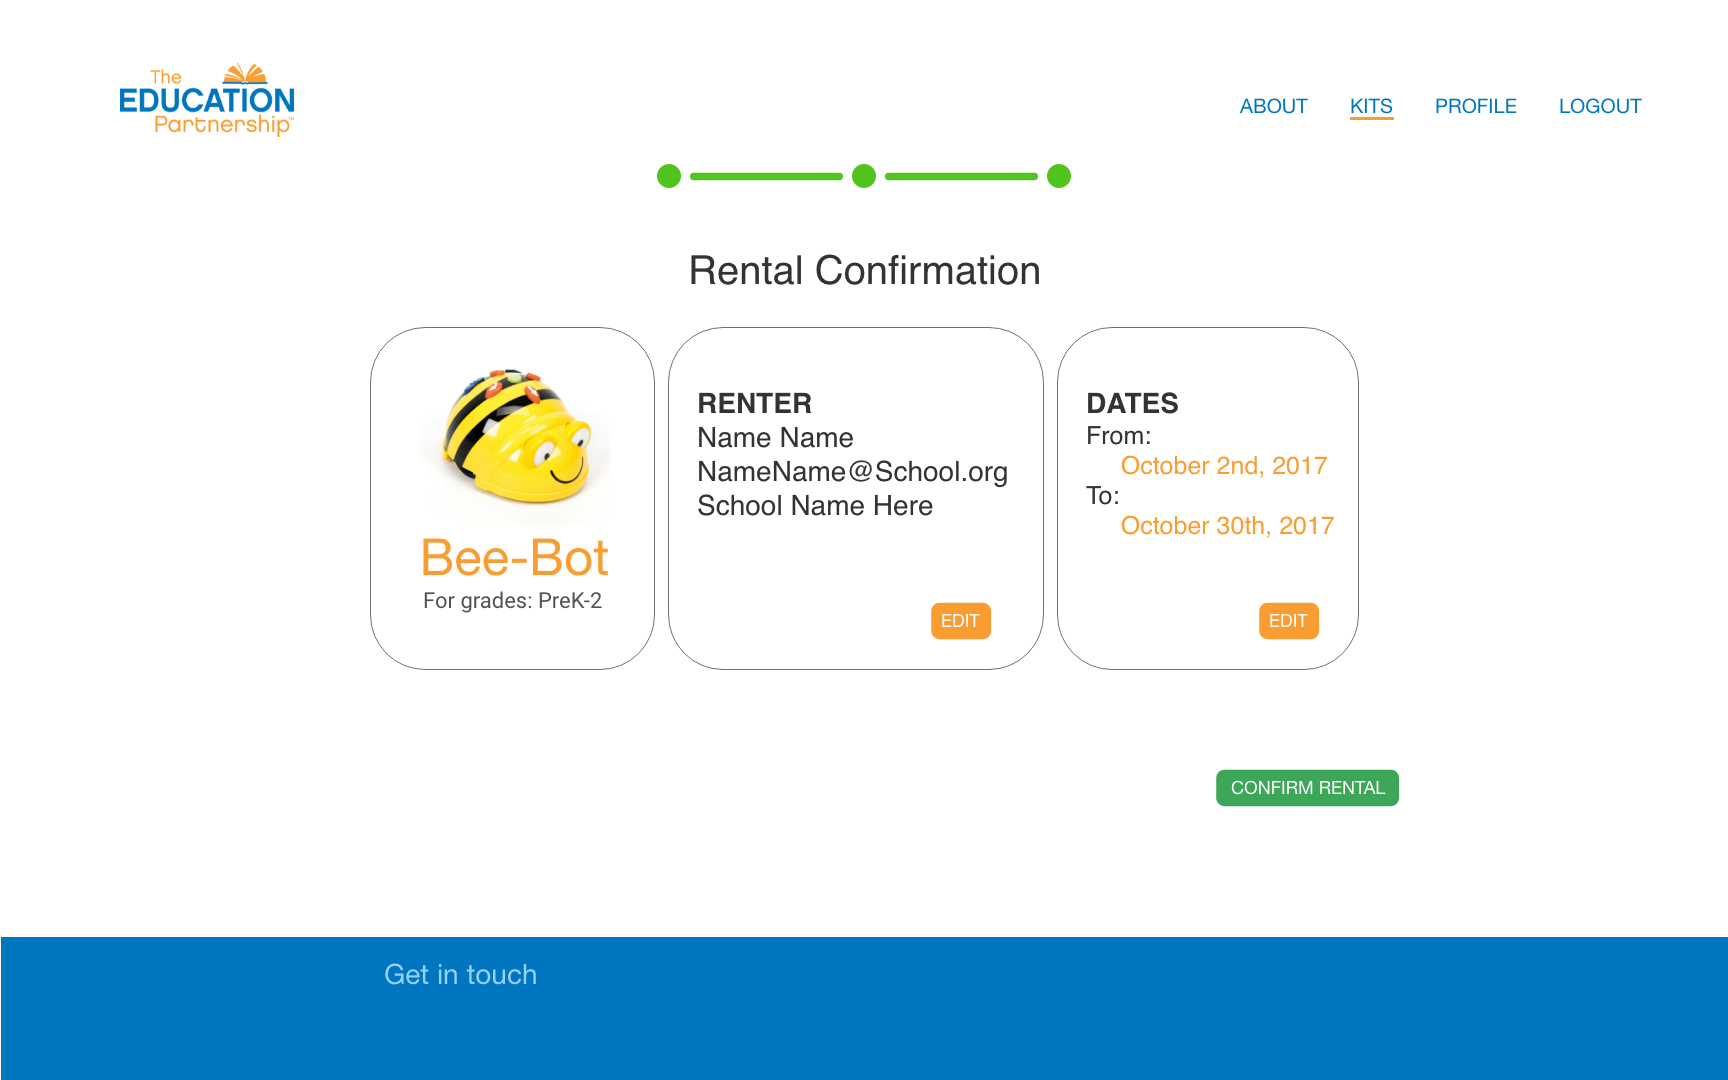 The
EDUCATION
Partnership™
ABOUT KITS PROFILE LOGOUT
Rental Confirmation
Bee-Bot
For grades: PreK-2
RENTER
Name Name
NameName@School.org
School Name Here
EDIT
DATES
From:
October 2nd, 2017
To:
October 30th, 2017
EDIT
CONFIRM RENTAL
Get in touch